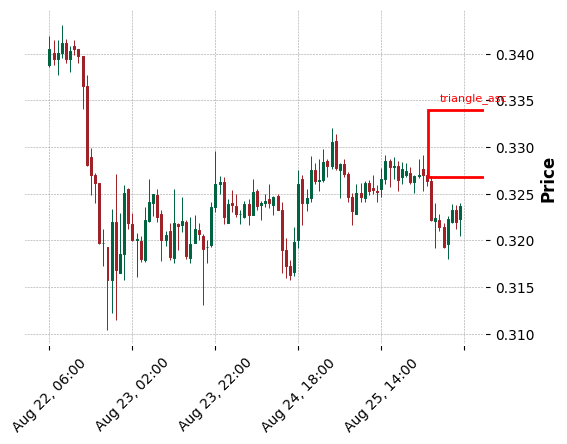 0.340
triangle_asc
0.335
0.330
0.325
0.320
0.315
0.310
Price
Aug 22, 06:00
Aug 23, 02:00
Aug 23, 22:00
Aug 24, 18:00
Aug 25, 14:00